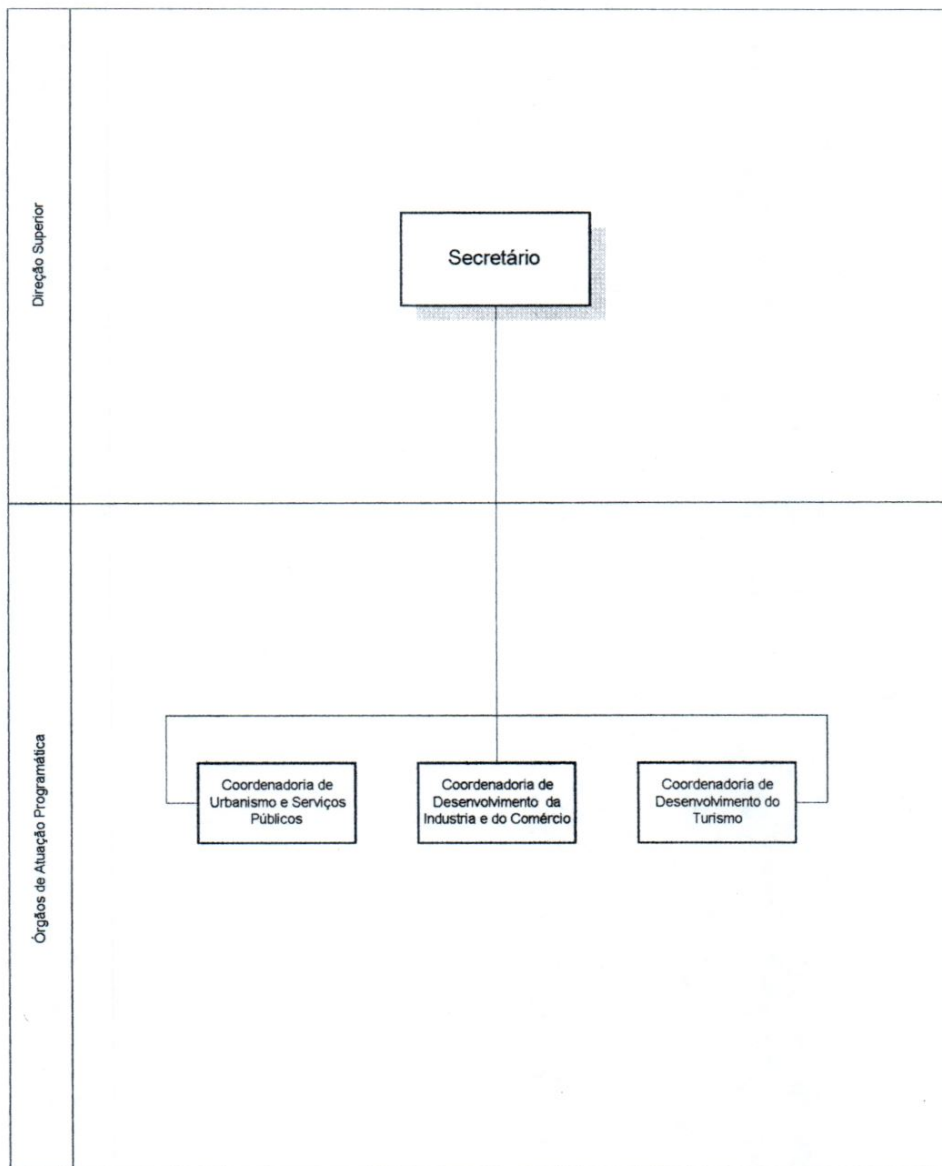 Direção Superior
Secretário
Órgãos de Atuação Programática
Coordenadoria de
Urbanismo e Serviços
Públicos
Coordenadoria de
Desenvolvimento da
Industria e do Comércio
Coordenadoria de
Desenvolvimento do
Turismo